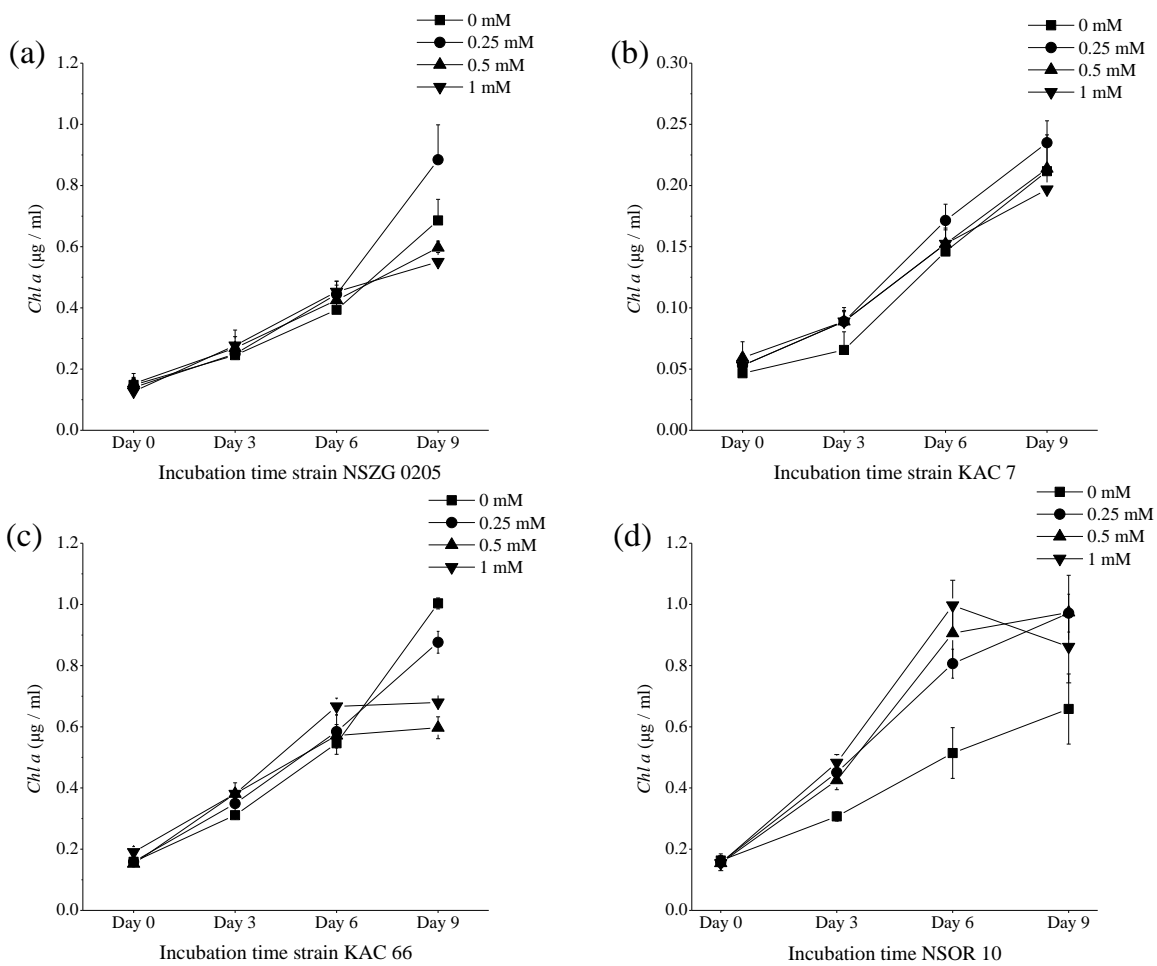 (a)
0 mM
0.25 mM
0.5 mM
1 mM
1.2
1.0
0.8
0.6
0.4
0.2
0.0
Chl a (μg / ml)
Day 0 Day 3 Day 6 Day 9
Incubation time strain NSZG 0205
(b)
0 mM
0.25 mM
0.5 mM
1 mM
0.30
0.25
0.20
0.15
0.10
0.05
0.00
Chl a (μg / ml)
Day 0 Day 3 Day 6 Day 9
Incubation time strain KAC 7
(c)
0 mM
0.25 mM
0.5 mM
1 mM
1.2
1.0
0.8
0.6
0.4
0.2
0.0
Chl a (μg / ml)
Day 0 Day 3 Day 6 Day 9
Incubation time strain KAC 66
(d)
0 mM
0.25 mM
0.5 mM
1 mM
1.2
1.0
0.8
0.6
0.4
0.2
0.0
Chl a (μg / ml)
Day 0 Day 3 Day 6 Day 9
Incubation time NSOR 10